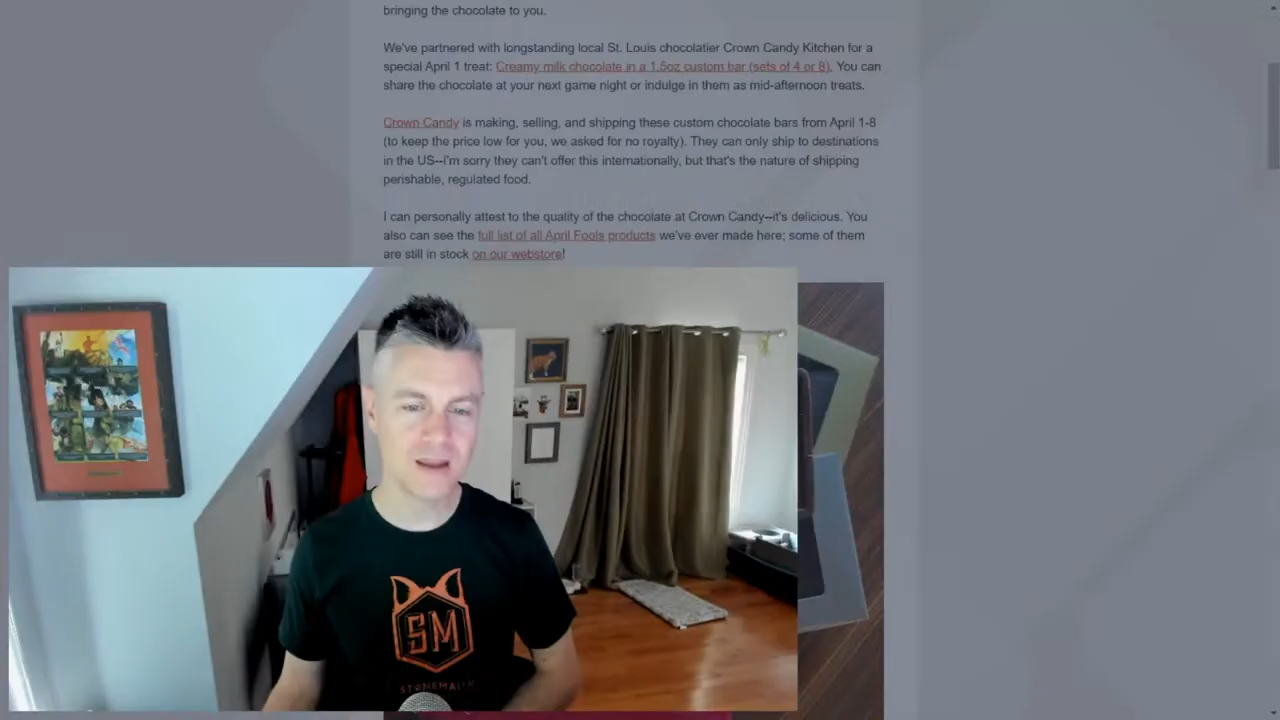 bringing the chocolate to you.
We've partnered with longstanding local St. Louis chocolatier Crown Candy Kitchen for a
special April 1 treat: Creamy milk chocolate in a 1.5oz custom bar (sets of 4 or 8). You can
share the chocolate at your next game night or indulge in them as mid-afternoon treats.
Crown Candy is making, selling, and shipping these custom chocolate bars from April 1-8
(to keep the price low for you, we asked for no royalty). They can only ship to destinations
in the US--i'm sorry they can't offer this internationally, but that's the nature of shipping
perishable, regulated food.
I can personally attest to the quality of the chocolate at Crown Candy--it's delicious. You
also can see the full list of all April Fools products we've ever made here; some of them
are still in stock on our webstore!
SM